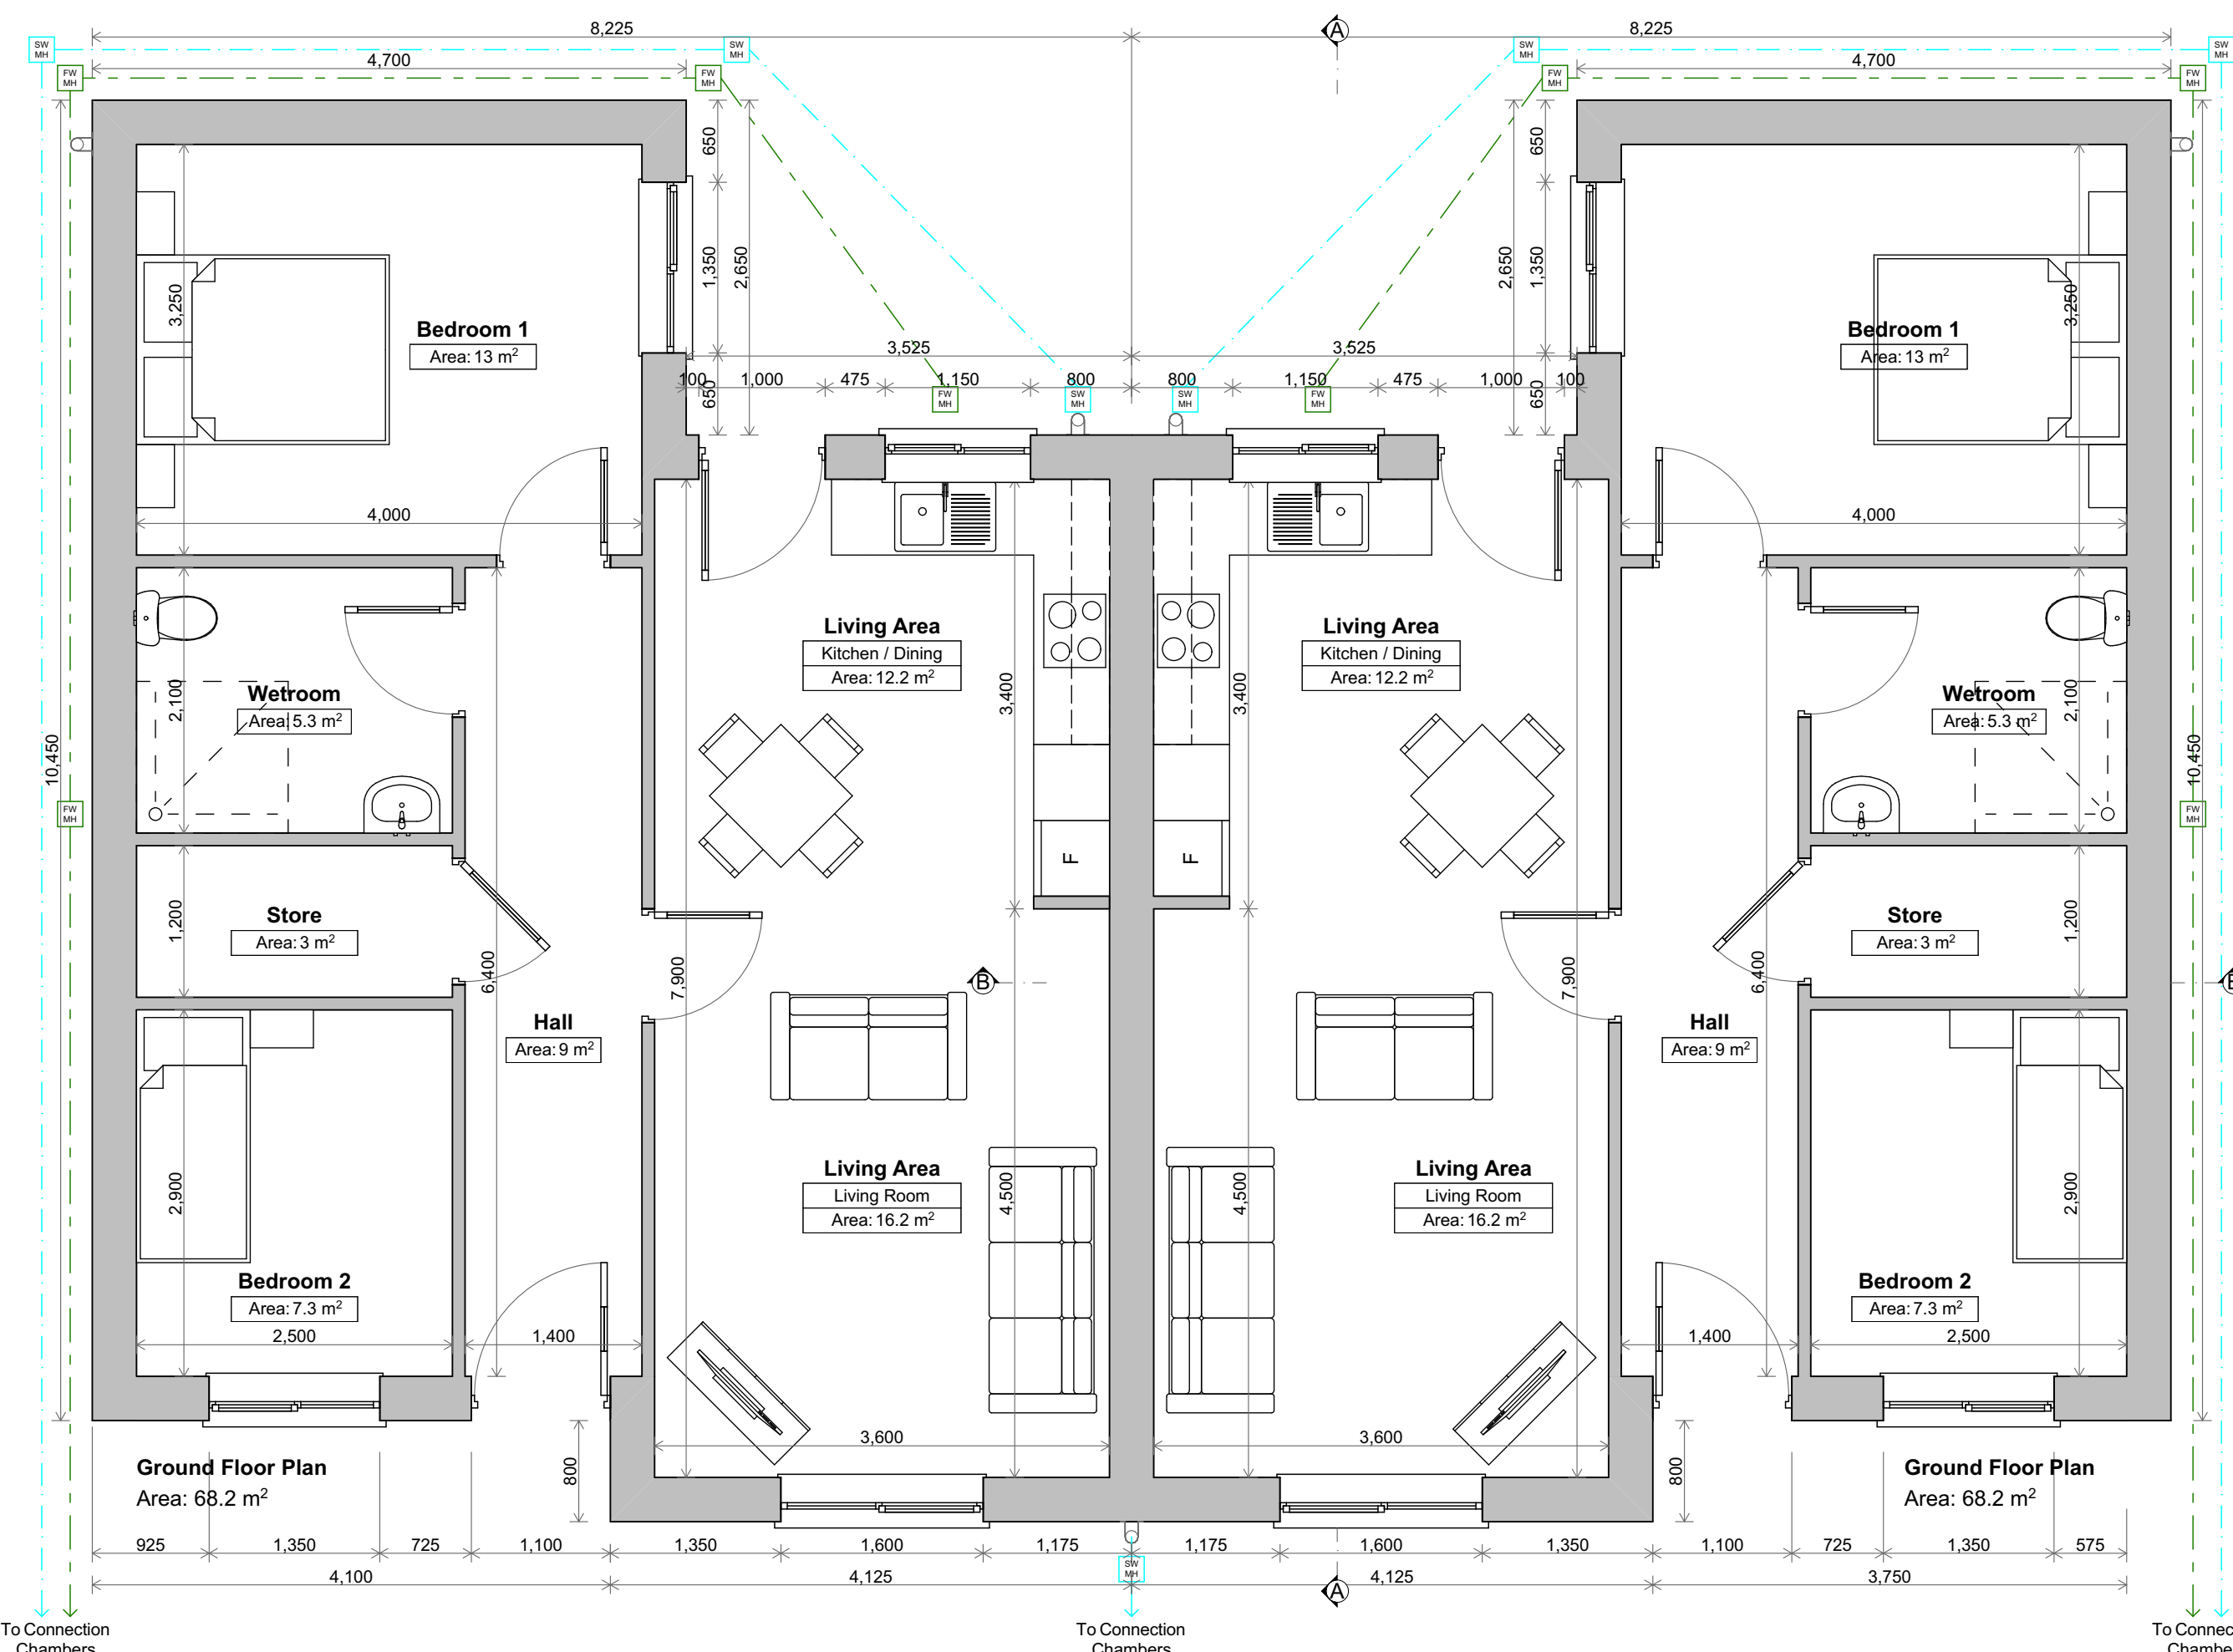 8,225
A
8,225
SW
MH
SW
MH
SW
MH
SW
MH
4,700
4,700
FW
MH
FW
MH
FW
MH
FW
MH
650
650
1,350
2,650
2,650
1,350
3,250
3,250
Bedroom 1
Area: 13 m²
Bedroom 1
Area: 13 m²
3,525
3,525
100
1,000
475
1,150
800
800
1,150
475
1,000
100
650
650
FW
MH
SW
MH
SW
MH
FW
MH
4,000
4,000
Living Area
Kitchen / Dining
Area: 12.2 m²
Living Area
Kitchen / Dining
Area: 12.2 m²
3,400
3,400
2,100
Wetroom
Area: 5.3 m²
Wetroom
Area: 5.3 m²
2,100
10,450
10,450
FW
MH
FW
MH
F
F
Store
Area: 3 m²
1,200
Store
Area: 3 m²
1,200
6,400
7,900
B
7,900
6,400
Hall
Area: 9 m²
Hall
Area: 9 m²
2,900
4,500
4,500
2,900
Living Area
Living Room
Area: 16.2 m²
Living Area
Living Room
Area: 16.2 m²
Bedroom 2
Area: 7.3 m²
Bedroom 2
Area: 7.3 m²
2,500
1,400
1,400
2,500
3,600
3,600
Ground Floor Plan
Area: 68.2 m²
800
800
Ground Floor Plan
Area: 68.2 m²
925
1,350
725
1,100
1,350
1,600
1,175
1,175
1,600
1,350
1,100
725
1,350
575
SW
MH
4,100
4,125
A
4,125
3,750
To Connection
Chambers
To Connection
Chambers
To Connec
Chambe